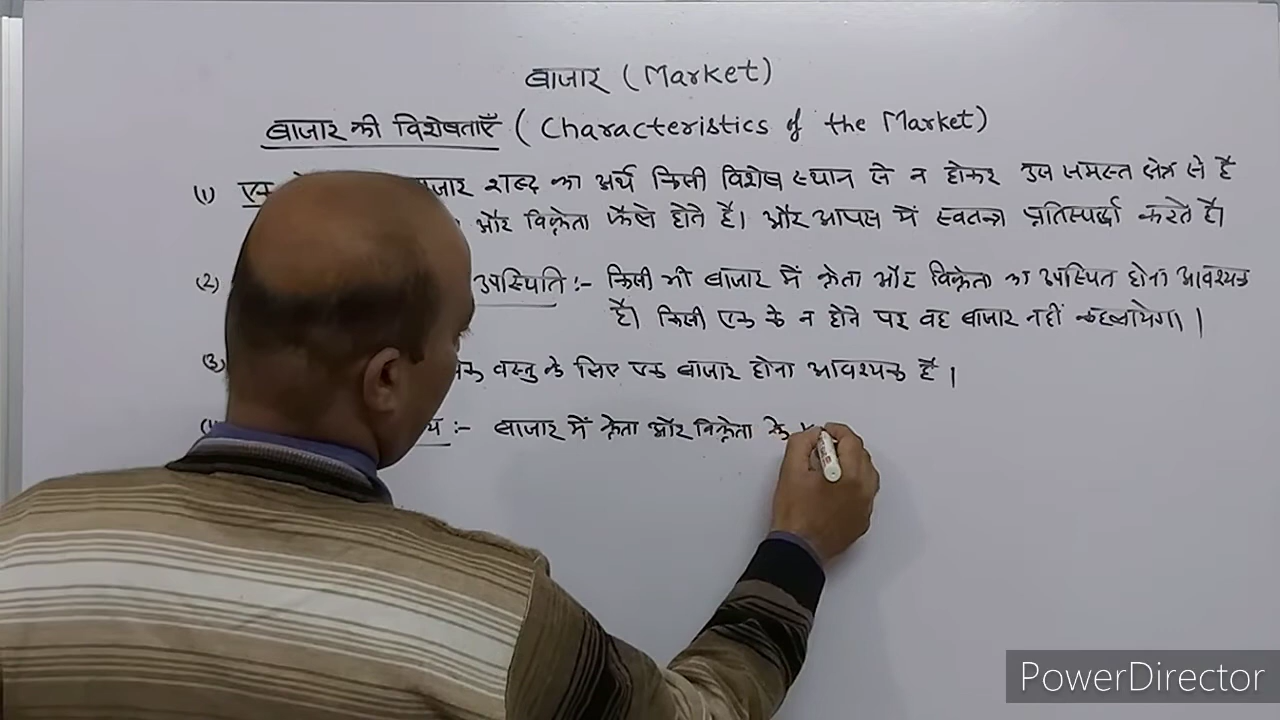 बाजार (Market)
बाजार की विशेषताएँ (Characteristics of the Market)
(1) एक बाजार शब्द का अर्थ किसी विशेष स्थान से न होकर उस समस्त क्षेत्र से है
और विक्रेता फैले होते है। और आपस में स्वतन्त्र प्रतिस्पर्द्धा करते है।
(2) उपस्थिति :- किसी भी बाजार में क्रेता और विक्रेता का उपस्थित होना आवश्यक
है। किसी एक के न होने पर वह बाजार नहीं कहलायेगा।
(3) वस्तु के लिए एक बाजार होना आवश्यक है।
:- बाजार में क्रेता और विक्रेता के
PowerDirector